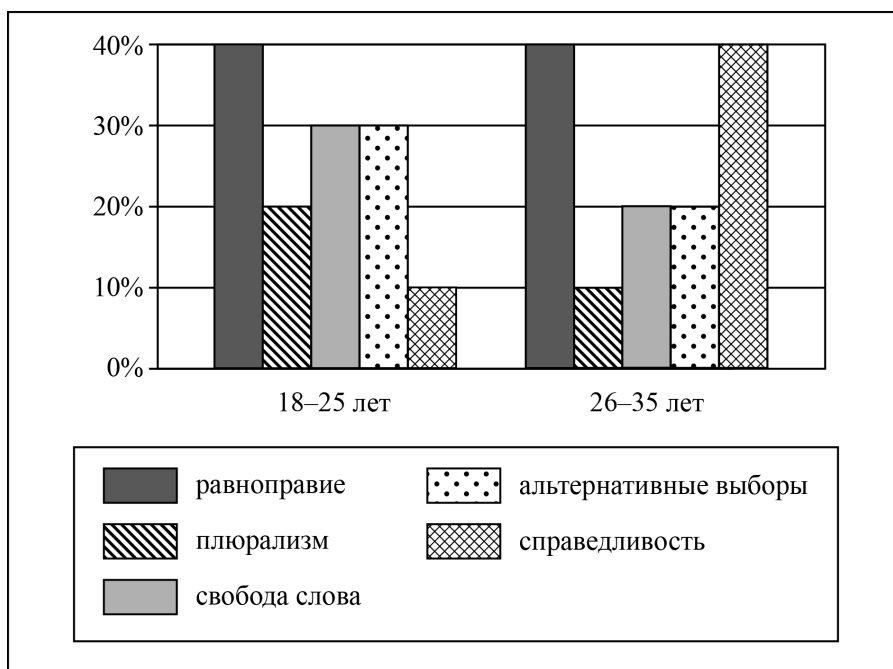 40%
30%
20%
10%
0%
18–25 лет
26–35 лет
равноправие
плюрализм
свобода слова
альтернативные выборы
справедливость